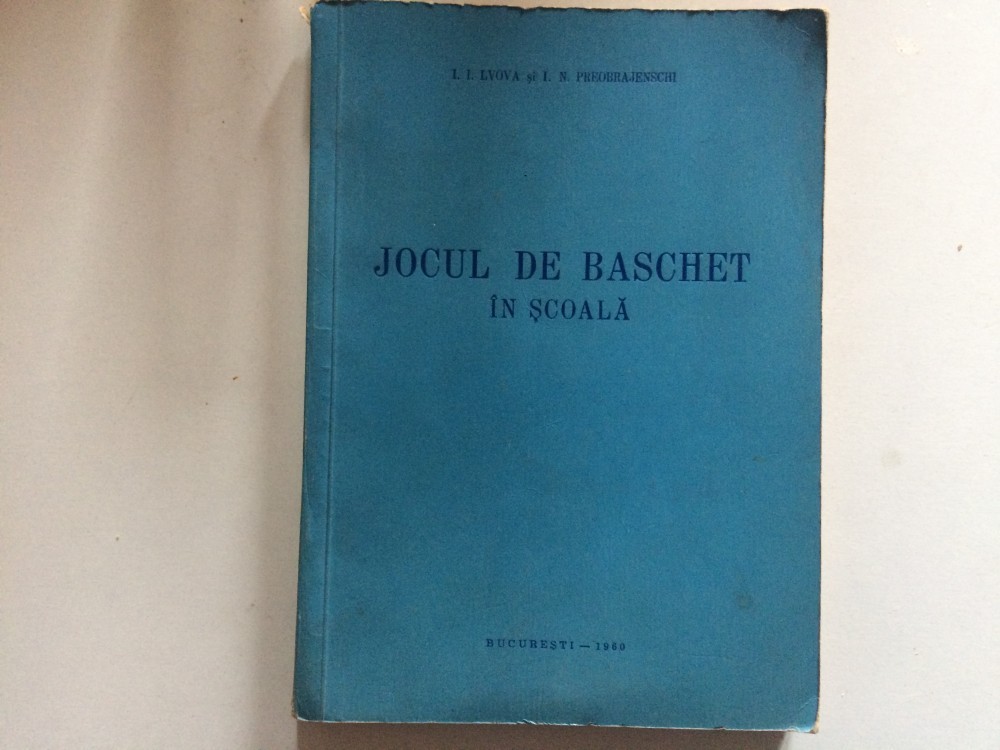 I. I. LVOVA și I. N. PREOBRAJENSCHI
JOCUL DE BASCHET
ÎN ȘCOALĂ
BUCUREȘTI — 1960